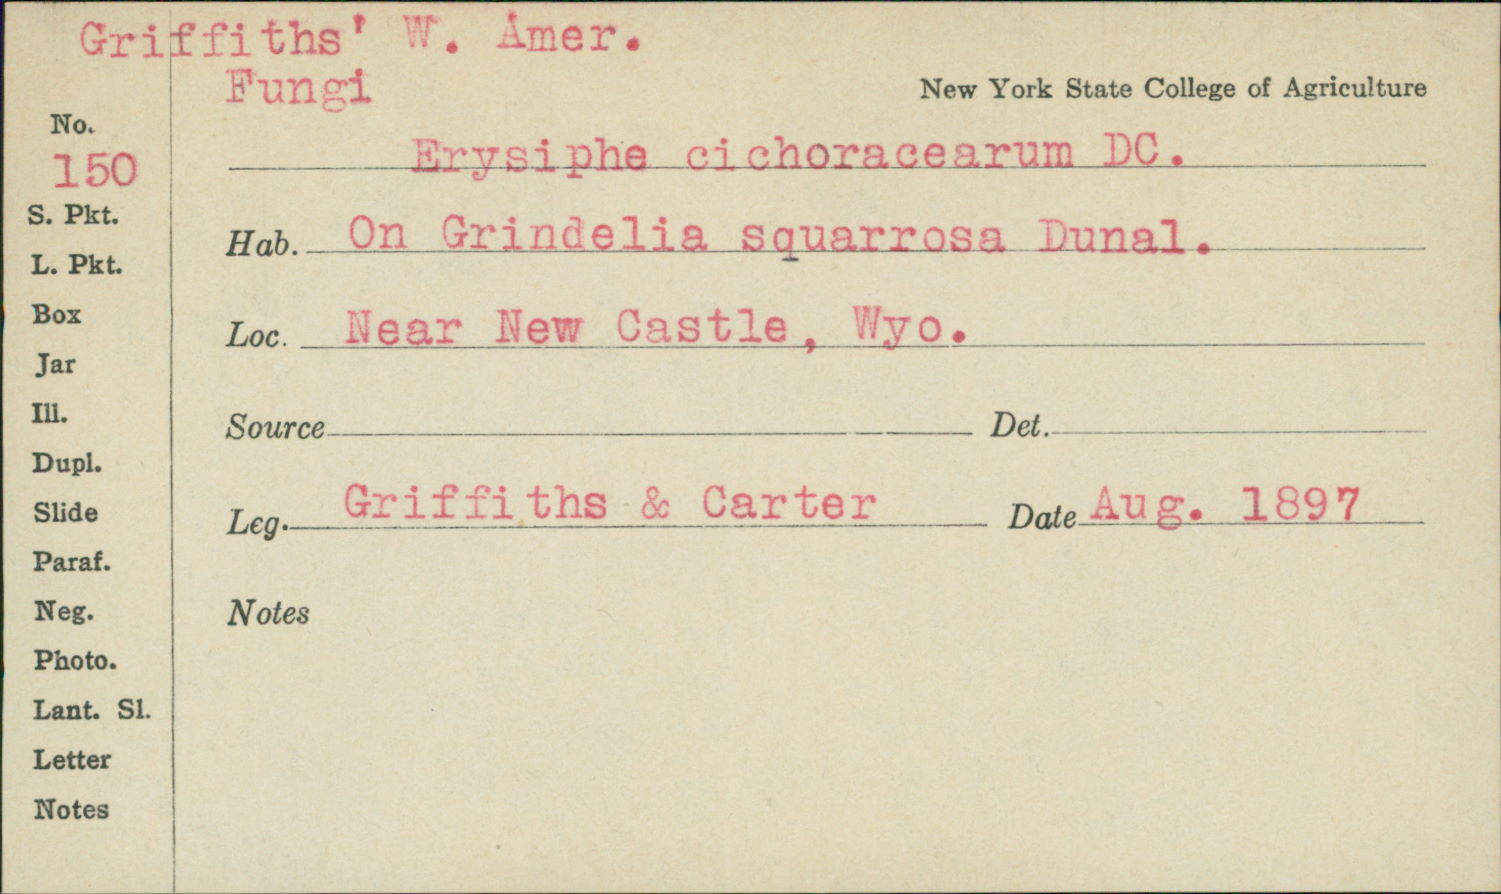 Griffiths' W. Amer.
Fungi
New York State College of Agriculture
No.
150
Erysiphe cichoracearum DC.
S. Pkt.
Hab. On Grindelia squarrosa Dunal.
L. Pkt.
Box
Loc. Near New Castle, Wyo.
Jar
Ill.
Source Det.
Dupl.
Slide
Leg. Griffiths & Carter Date Aug. 1897
Paraf.
Neg.
Notes
Photo.
Lant. Sl.
Letter
Notes